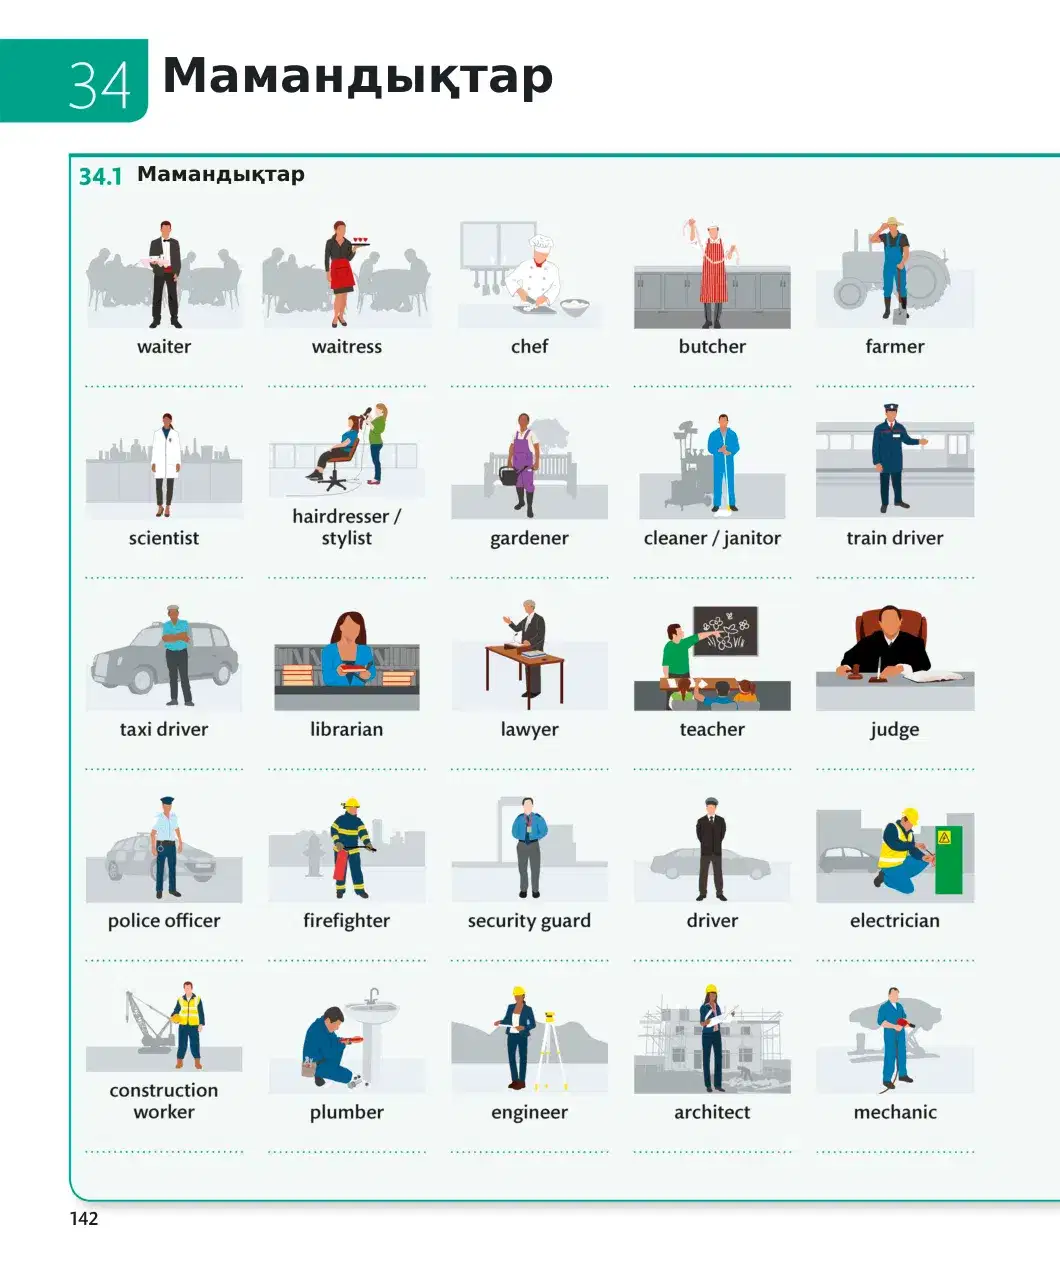 34 Мамандықтар
34.1 Мамандықтар
waiter
waitress
chef
butcher
farmer
scientist
hairdresser /
stylist
gardener
cleaner / janitor
train driver
taxi driver
librarian
lawyer
teacher
judge
police officer
firefighter
security guard
driver
electrician
construction
worker
plumber
engineer
architect
mechanic
142